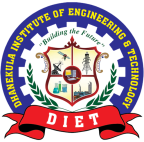 DHANEKULA INSTITUTE OF ENGINEERING & TECHNOLOGY
"Building the Future"
DIET